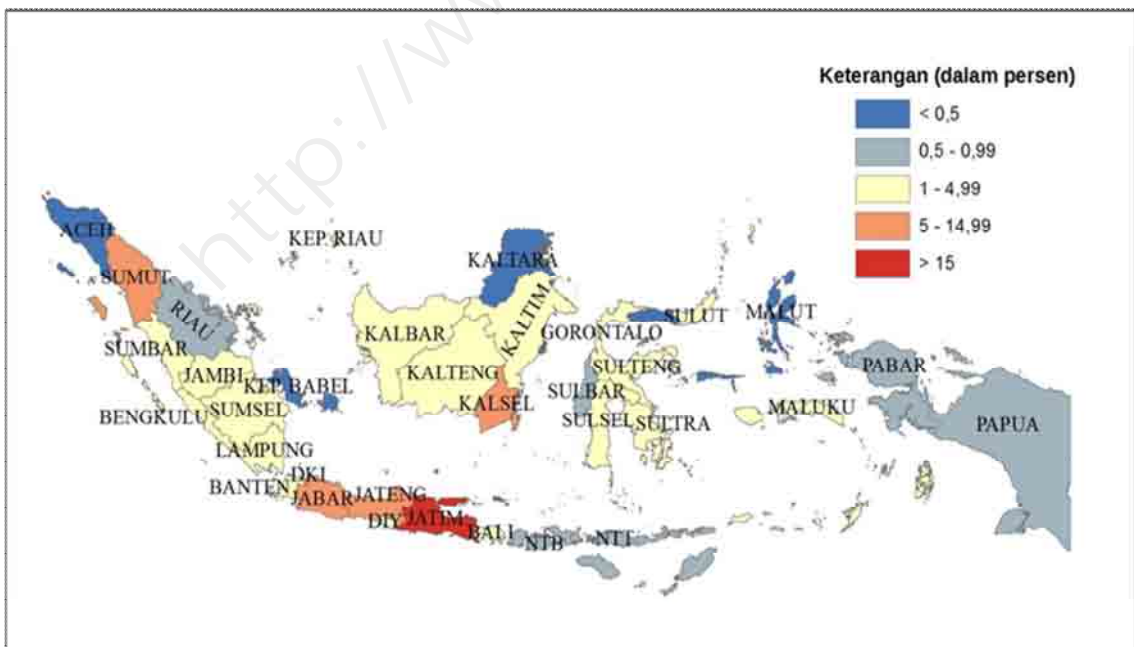 http://w
Keterangan (dalam persen)
< 0,5
0,5 - 0,99
1 - 4,99
5 - 14,99
> 15
ACEH
SUMUT
RIAU
KEP RIAU
SUMBAR
JAMBI
KEP BABEL
BENGKULU
SUMSEL
LAMPUNG
BANTEN
DKI
JABAR
JATENG
DIY
JATIM
BALI
NTB
NTT
KALBAR
KALTENG
KALSEL
KALTIM
KALTARA
GORONTALO
SULUT
SULTENG
SULBAR
SULSEL
SULTRA
MALUT
MALUKU
PABAR
PAPUA